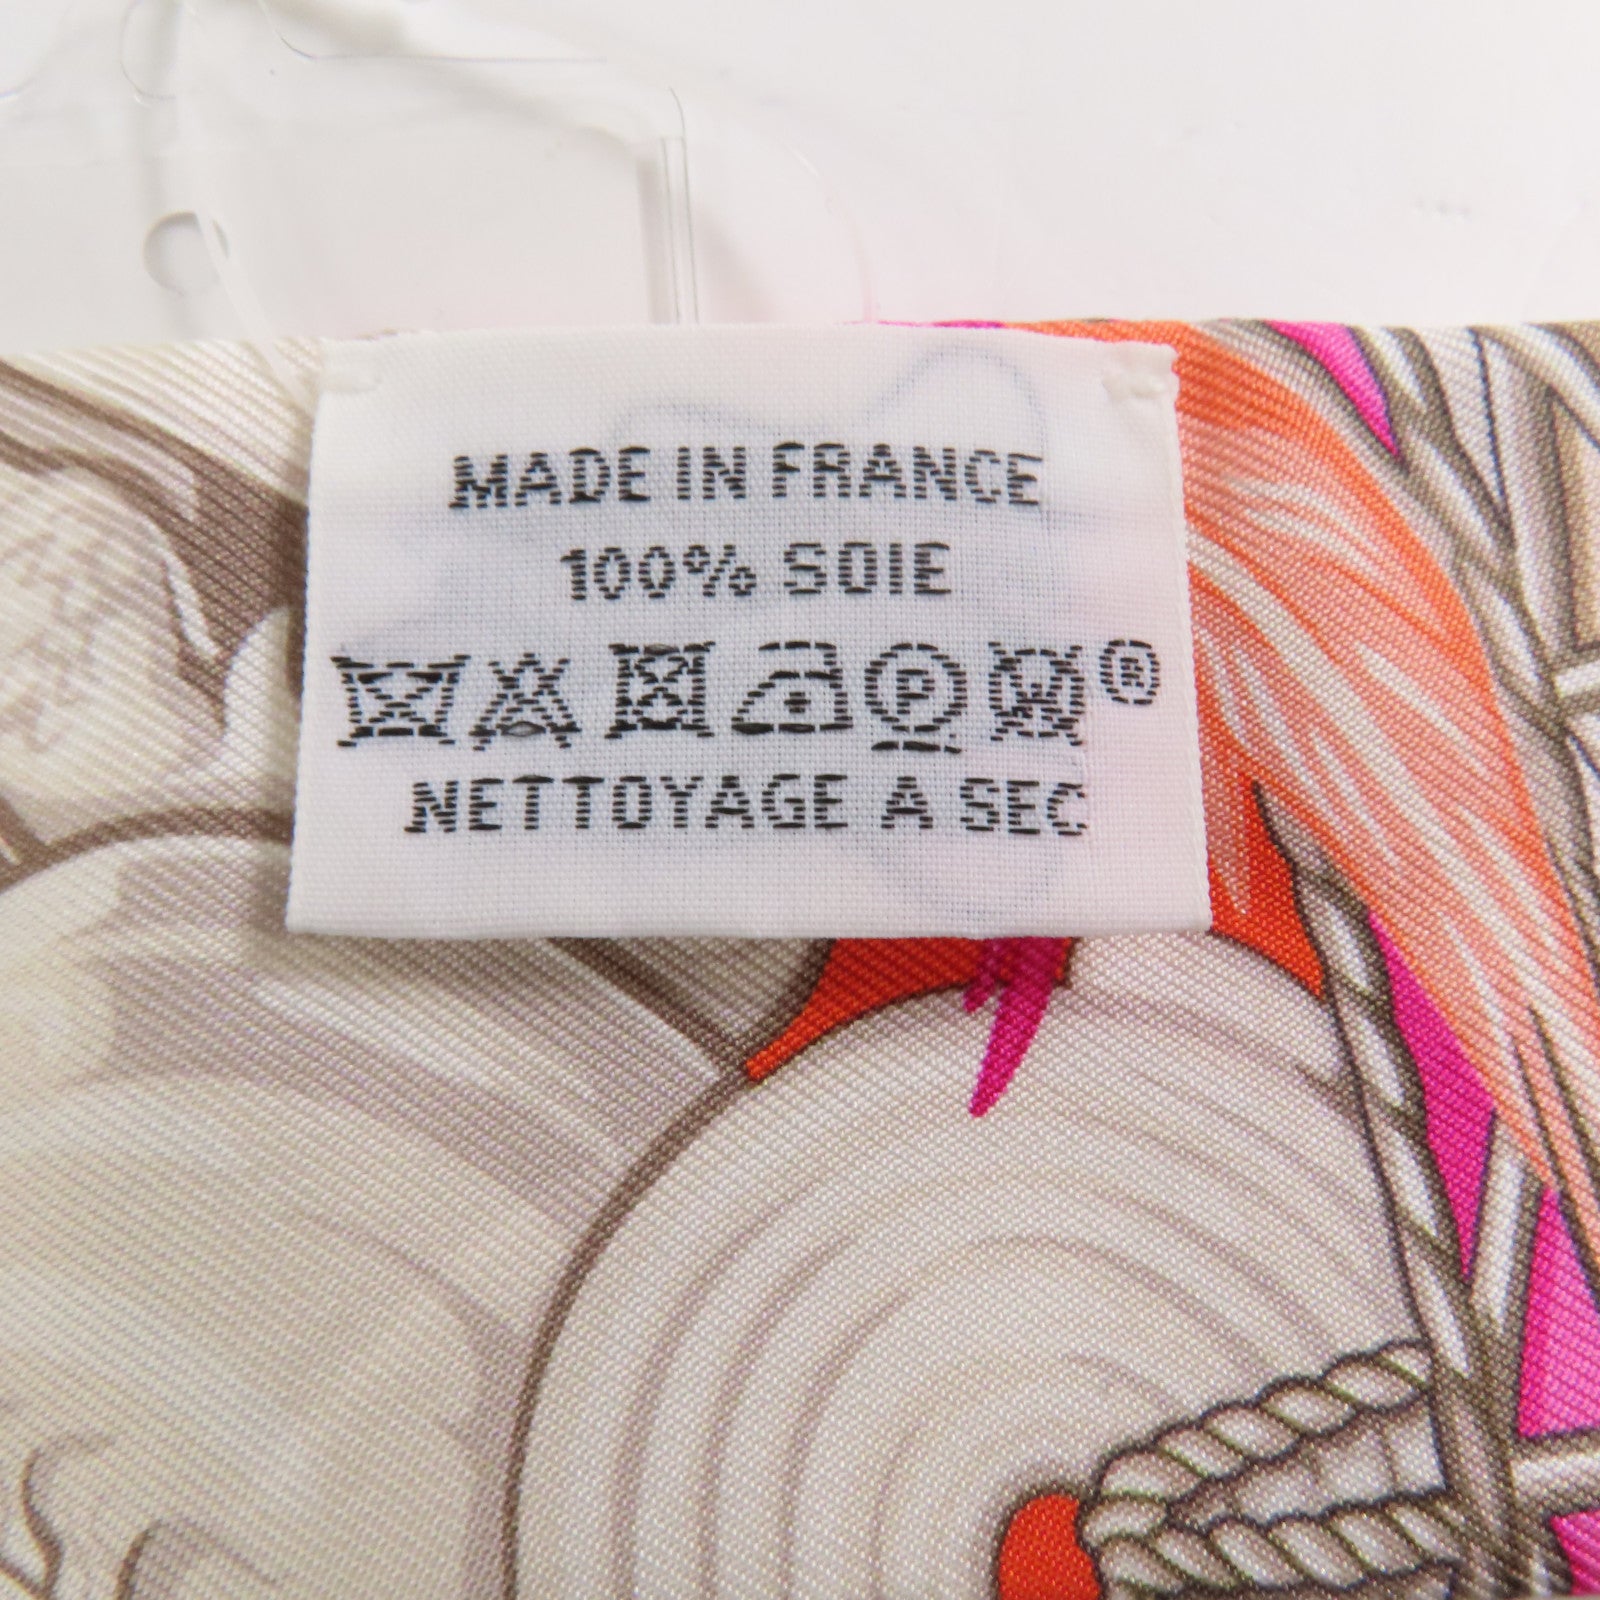 MADE IN FRANCE
100% SOIE
P W ®
NETTOYAGE A SEC